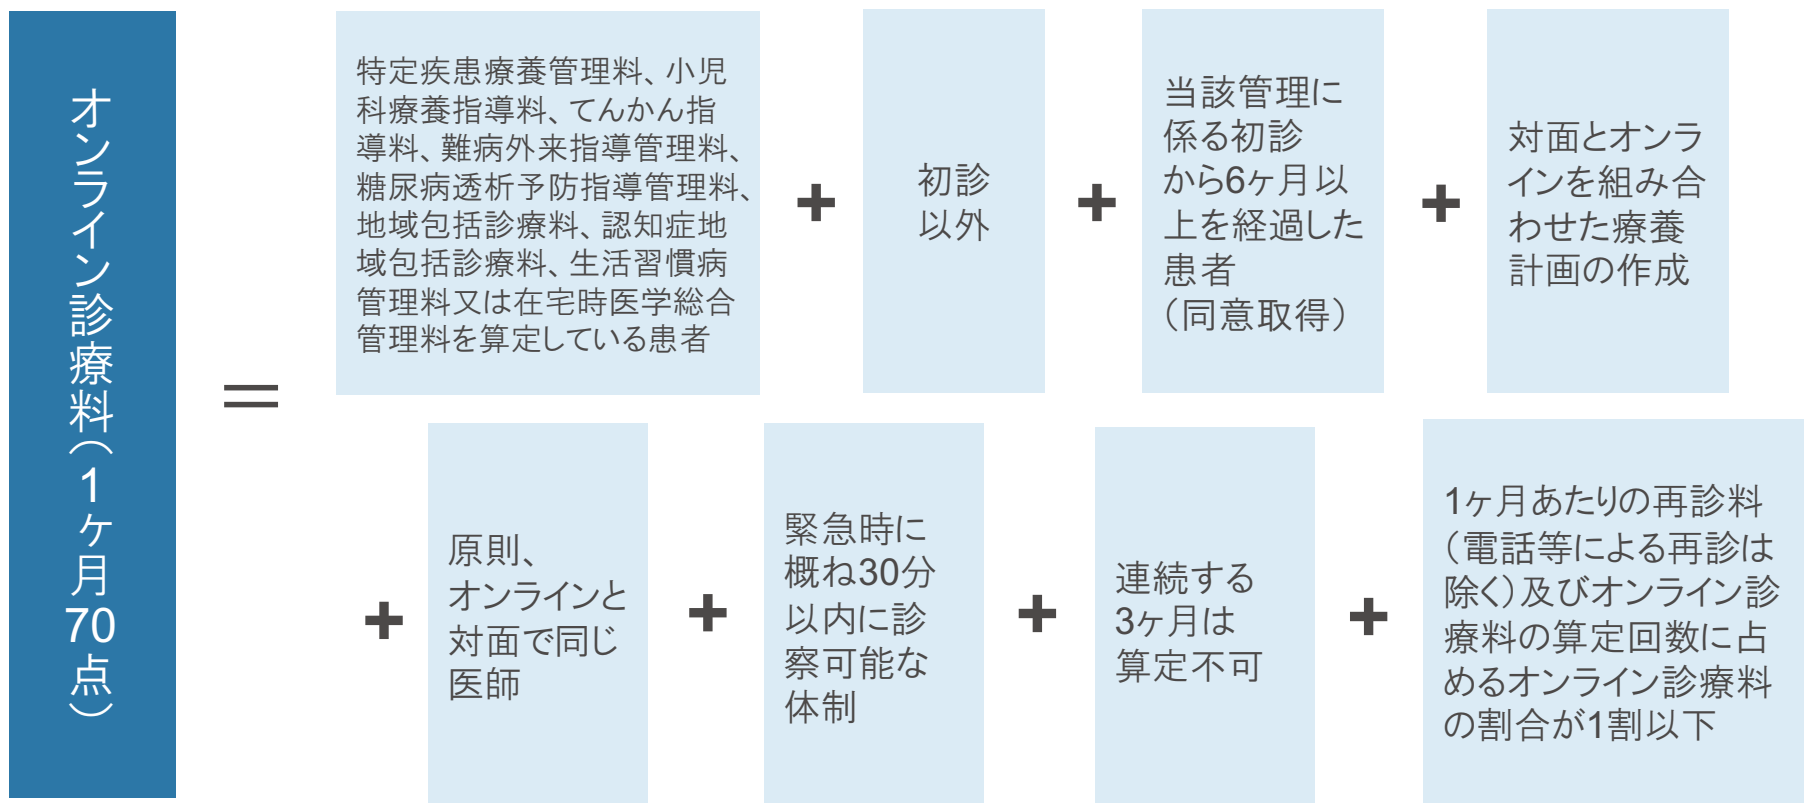 オンライン診療料(1ヶ月70点)
＝
特定疾患療養管理料、小児
科療養指導料、てんかん指
導料、難病外来指導管理料、
糖尿病透析予防指導管理料、
地域包括診療料、認知症地
域包括診療料、生活習慣病
管理料又は在宅時医学総合
管理料を算定している患者
+
初診
以外
+
当該管理に
係る初診
から6ヶ月以
上を経過した
患者
(同意取得)
+
対面とオンラ
インを組み合
わせた療養
計画の作成
+
原則、
オンラインと
対面で同じ
医師
+
緊急時に
概ね30分
以内に診
察可能な
体制
+
連続する
3ヶ月は
算定不可
+
1ヶ月あたりの再診料
(電話等による再診は
除く)及びオンライン診
療料の算定回数に占
めるオンライン診療料
の割合が1割以下